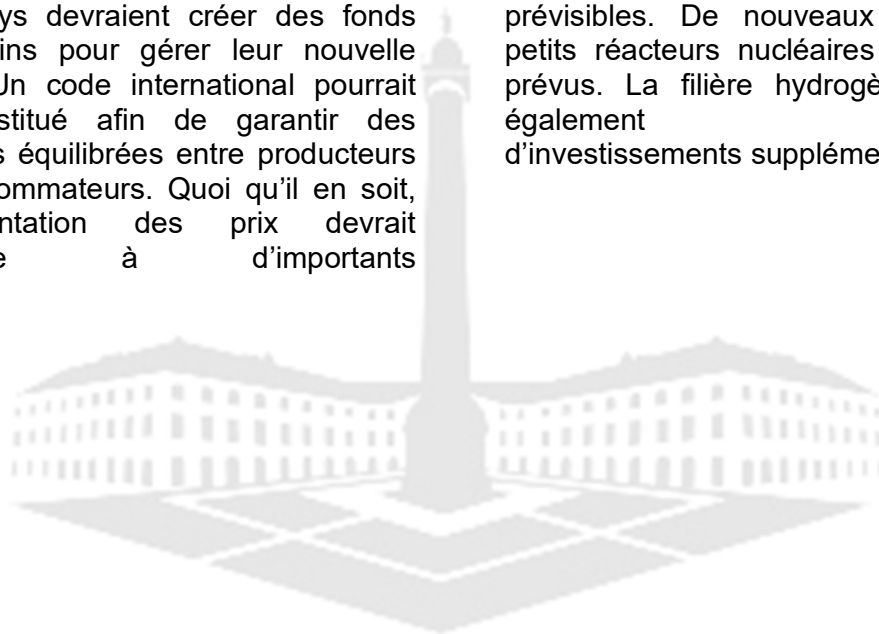 ys devraient créer des fonds
ins pour gérer leur nouvelle
Un code international pourrait
stitué afin de garantir des
s équilibrées entre producteurs
ommateurs. Quoi qu'il en soit,
ntation des prix devrait
e à d'importants
prévisibles. De nouveaux
petits réacteurs nucléaires
prévus. La filière hydrogè
également
d'investissements suppléme